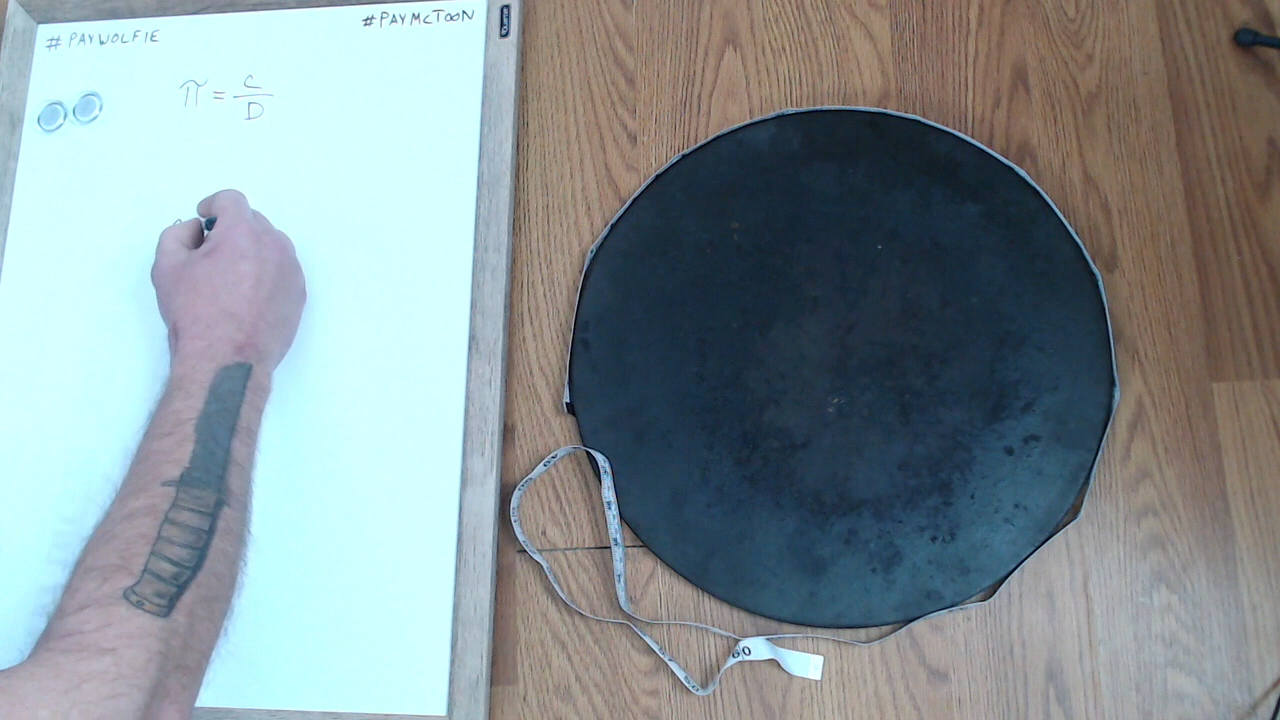 #PAYWOLFIE
#PAYMCTOON
π = C/D
60